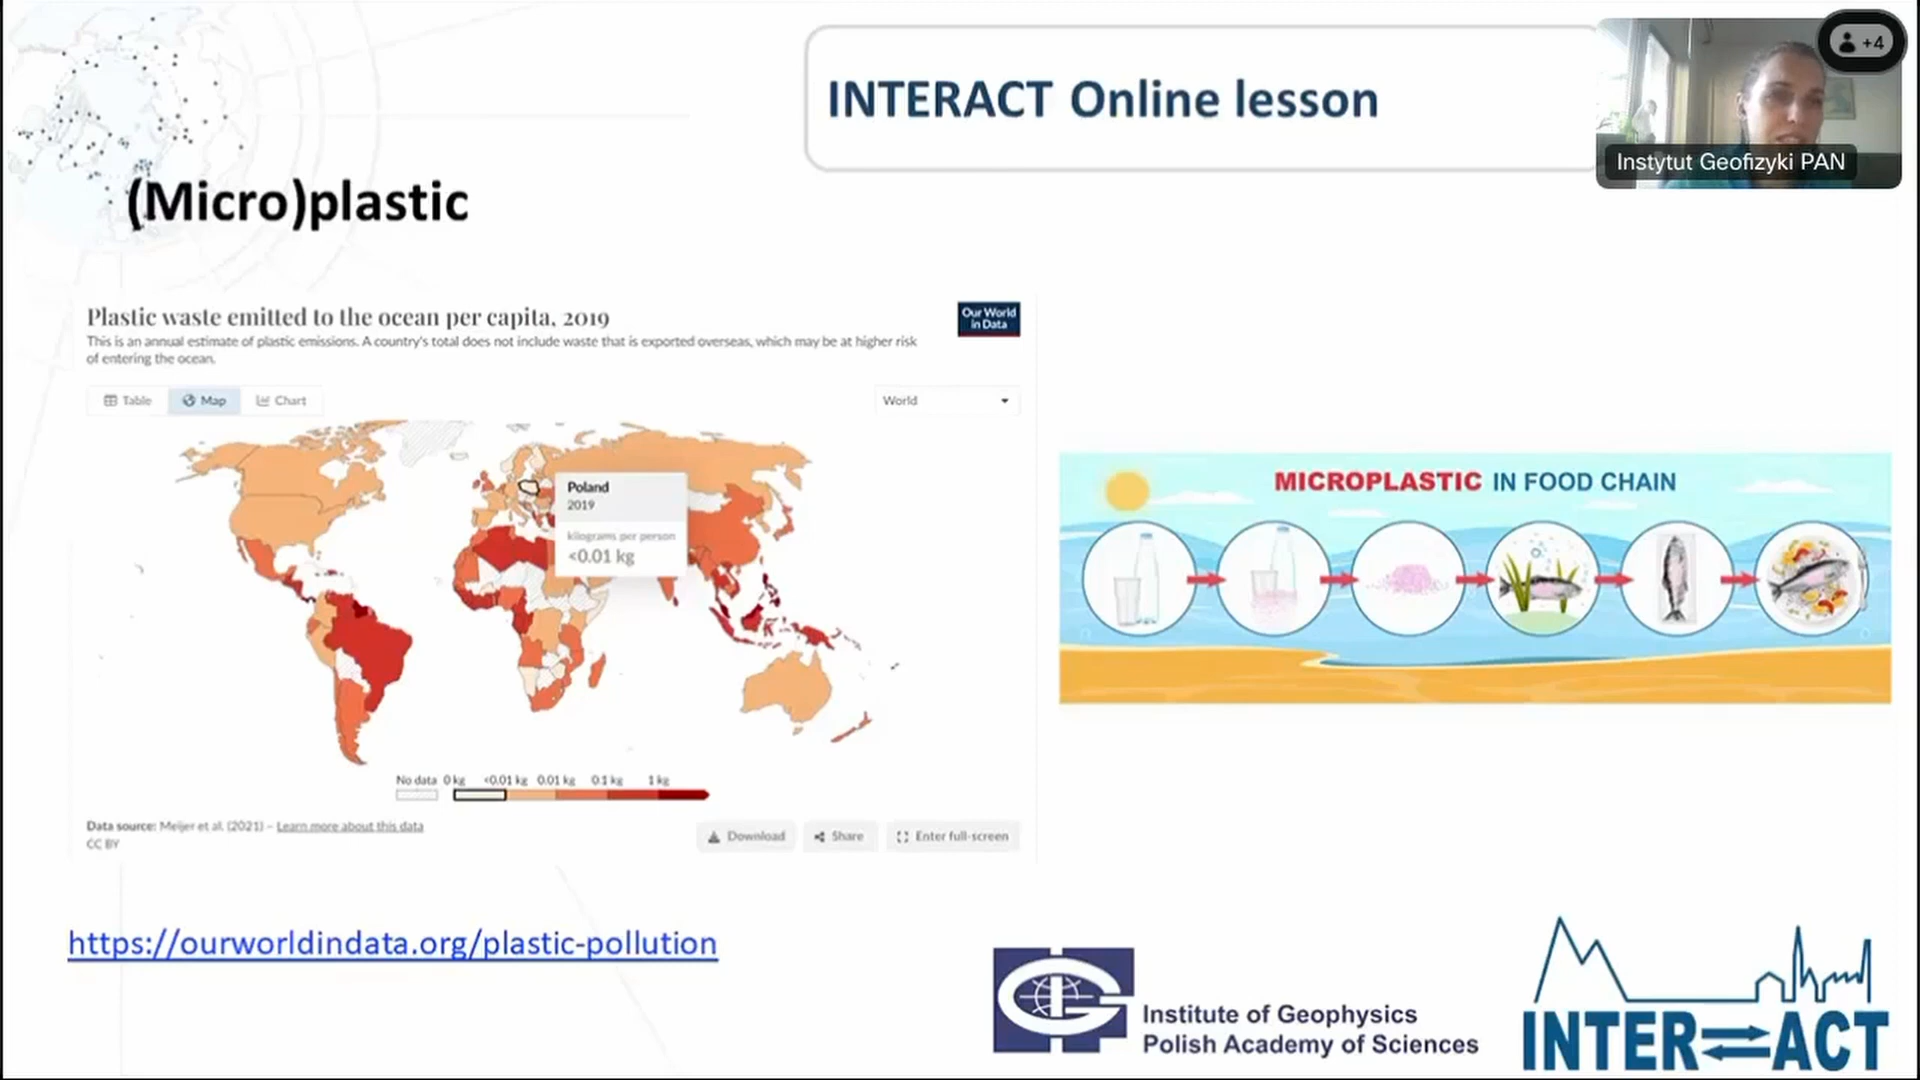 INTERACT Online lesson
+4
Instytut Geofizyki PAN
(Micro)plastic
Plastic waste emitted to the ocean per capita, 2019
This is an annual estimate of plastic emissions. A country's total does not include waste that is exported overseas, which may be at higher risk
of entering the ocean.
Our World
in Data
Table Map Chart
World
Poland
2019
kilograms per person
<0.01 kg
No data 0 kg <0.01 kg 0.01 kg 0.1 kg 1 kg
Data source: Meijer et al. (2021) – Learn more about this data
CC BY
Download Share Enter full-screen
MICROPLASTIC IN FOOD CHAIN
https://ourworldindata.org/plastic-pollution
Institute of Geophysics
Polish Academy of Sciences
INTERACT